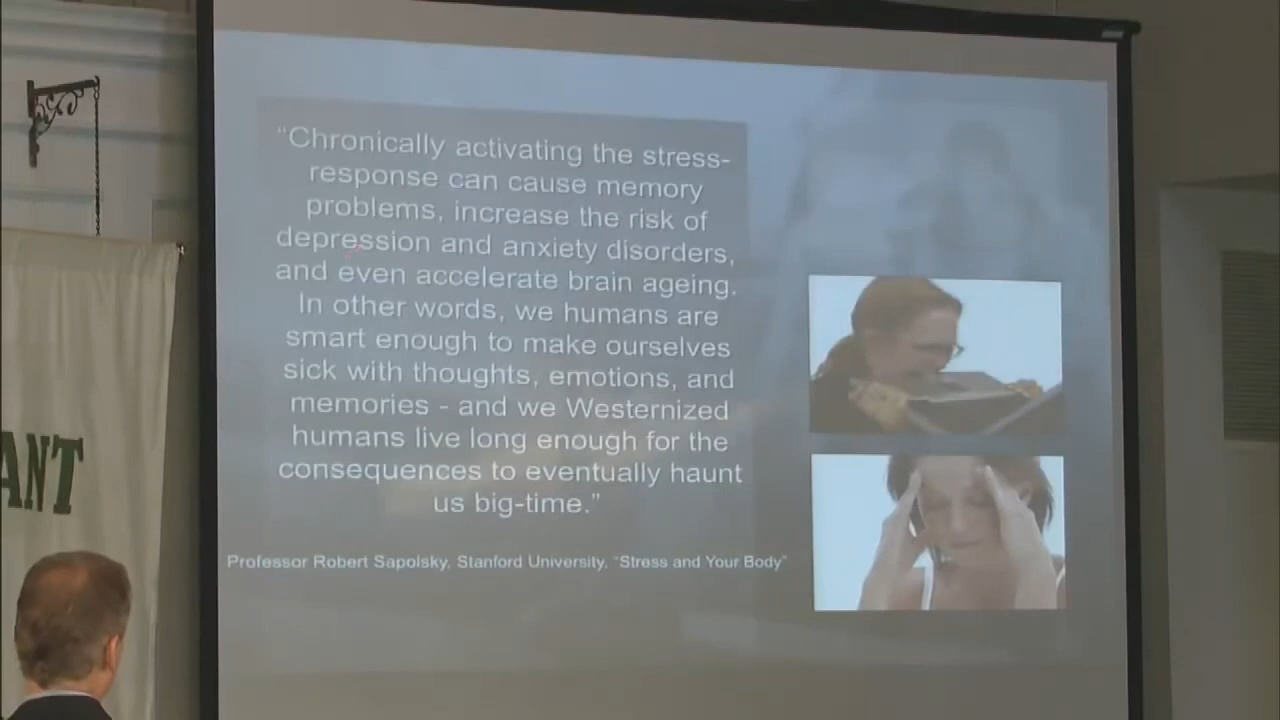 “Chronically activating the stress-
response can cause memory
problems, increase the risk of
depression and anxiety disorders,
and even accelerate brain ageing.
In other words, we humans are
smart enough to make ourselves
sick with thoughts, emotions, and
memories - and we Westernized
humans live long enough for the
consequences to eventually haunt
us big-time.”
Professor Robert Sapolsky, Stanford University, “Stress and Your Body”
ANT